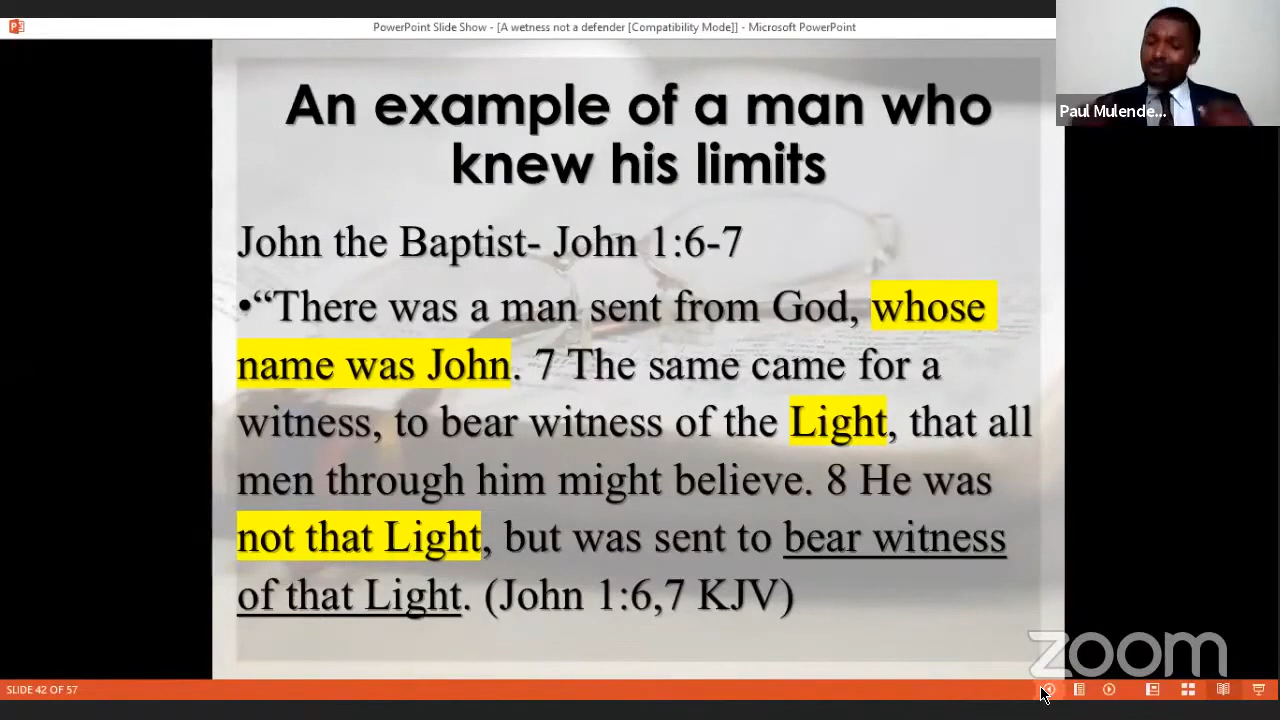 PowerPoint Slide Show - [A wetness not a defender [Compatibility Mode]] - Microsoft PowerPoint
Paul Mulende...
An example of a man who
knew his limits
John the Baptist- John 1:6-7
•“There was a man sent from God, whose
name was John. 7 The same came for a
witness, to bear witness of the Light, that all
men through him might believe. 8 He was
not that Light, but was sent to bear witness
of that Light. (John 1:6,7 KJV)
zoom
SLIDE 42 OF 57